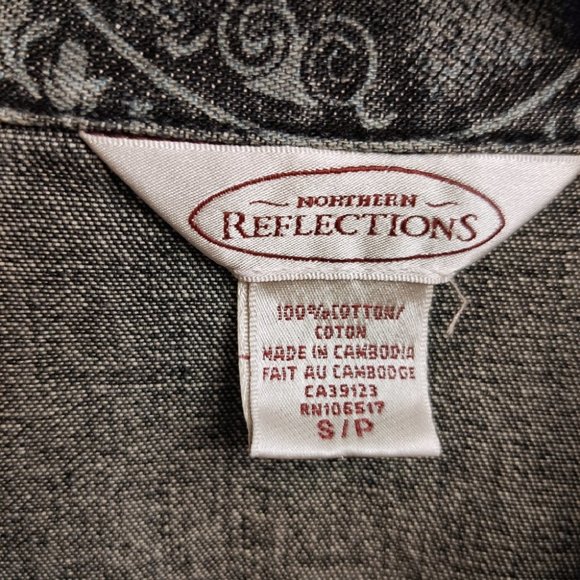 ~ NORTHERN ~
REFLECTIONS
100% COTTON/
COTON
MADE IN CAMBODIA
FAIT AU CAMBODGE
CA39123
RN106517
S/P